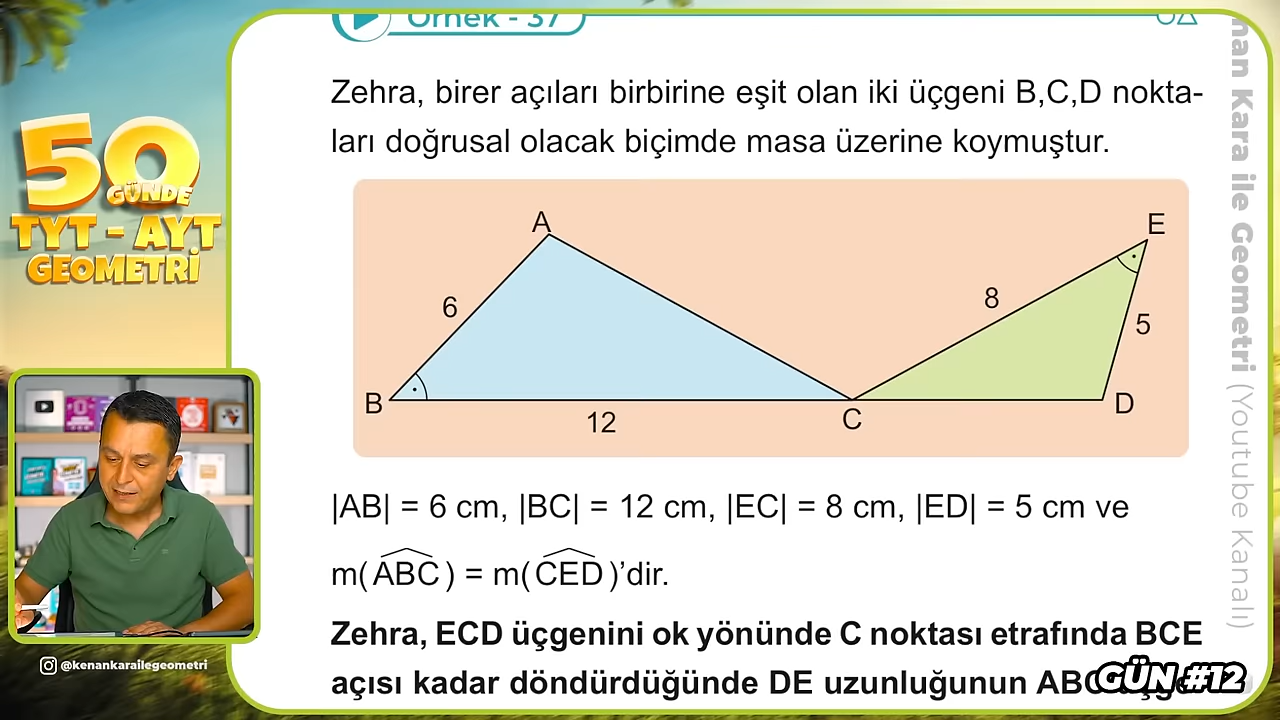 Örnek - 37
Zehra, birer açıları birbirine eşit olan iki üçgeni B,C,D nokta-
ları doğrusal olacak biçimde masa üzerine koymuştur.
50
GÜNDE
TYT - AYT
GEOMETRİ
A
E
6
8
5
B
12
C
D
|AB| = 6 cm, |BC| = 12 cm, |EC| = 8 cm, |ED| = 5 cm ve
m(ABC) = m(CED)’dir.
Zehra, ECD üçgenini ok yönünde C noktası etrafında BCE
açısı kadar döndürdüğünde DE uzunluğunun ABC
Kara ile Geometri (Youtube Kanalı)
@kenankarailegeometri
GÜN #12